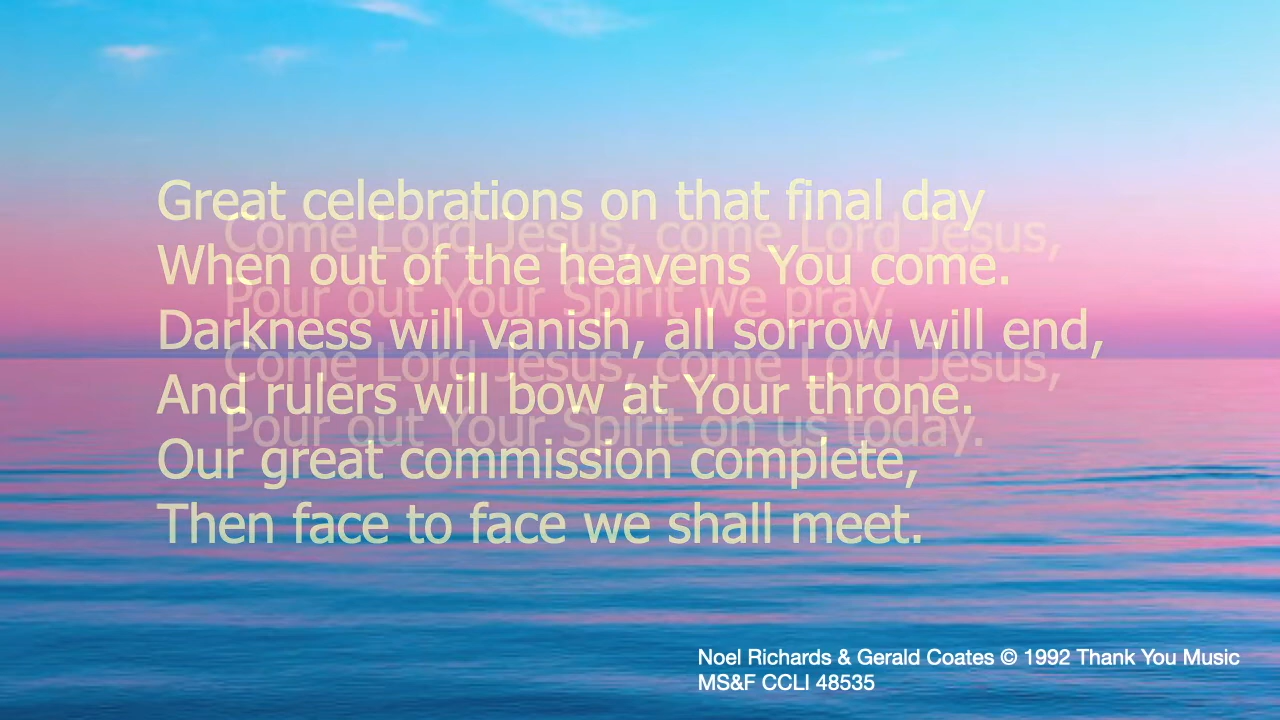 Great celebrations on that final day
Come Lord Jesus, come Lord Jesus,
When out of the heavens You come.
Pour out Your Spirit we pray.
Darkness will vanish, all sorrow will end,
Come Lord Jesus, come Lord Jesus,
And rulers will bow at Your throne.
Pour out Your Spirit on us today.
Our great commission complete,
Then face to face we shall meet.
Noel Richards & Gerald Coates © 1992 Thank You Music
MS&F CCLI 48535